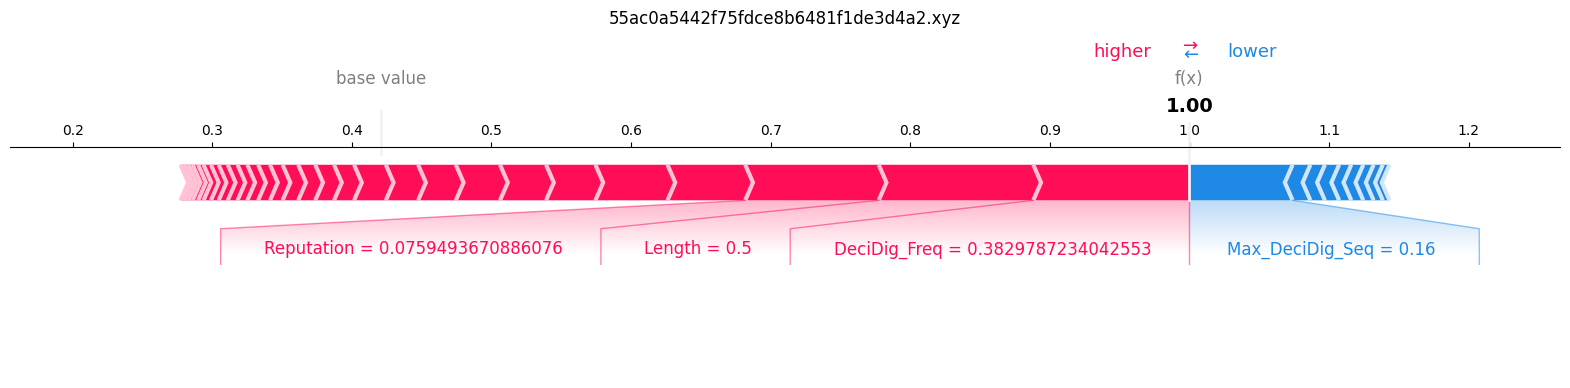 55ac0a5442f75fdce8b6481f1de3d4a2.xyz
higher ⇄ lower
base value f(x)
1.00
0.2 0.3 0.4 0.5 0.6 0.7 0.8 0.9 1.0 1.1 1.2
Reputation = 0.0759493670886076 Length = 0.5 DeciDig_Freq = 0.3829787234042553 Max_DeciDig_Seq = 0.16